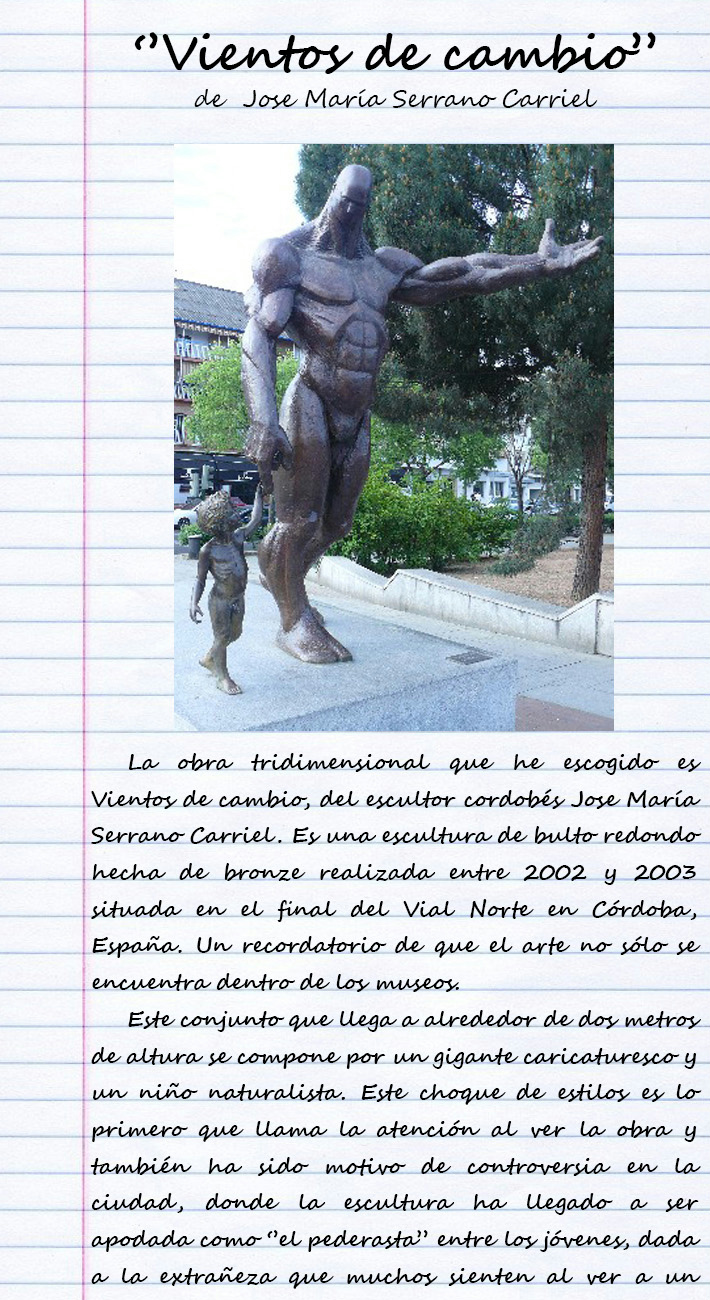 ‘’Vientos de cambio’’
de Jose María Serrano Carriel
La obra tridimensional que he escogido es
Vientos de cambio, del escultor cordobés Jose María
Serrano Carriel. Es una escultura de bulto redondo
hecha de bronze realizada entre 2002 y 2003
situada en el final del Vial Norte en Córdoba,
España. Un recordatorio de que el arte no sólo se
encuentra dentro de los museos.
Este conjunto que llega a alrededor de dos metros
de altura se compone por un gigante caricaturesco y
un niño naturalista. Este choque de estilos es lo
primero que llama la atención al ver la obra y
también ha sido motivo de controversia en la
ciudad, donde la escultura ha llegado a ser
apodada como ‘’el pederasta’’ entre los jóvenes, dada
a la extrañeza que muchos sienten al ver a un